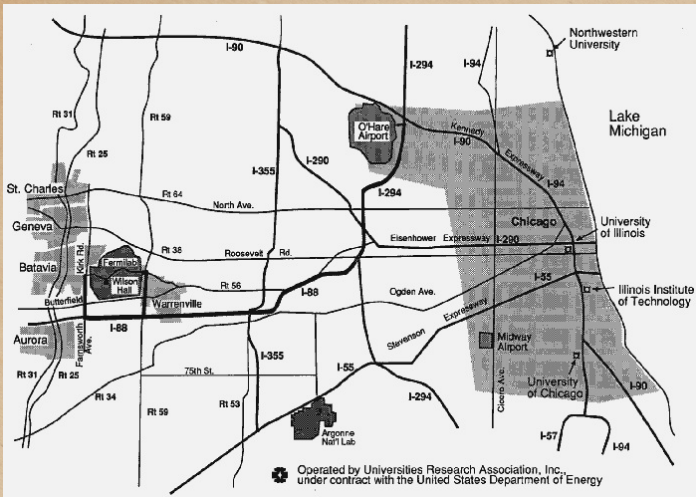 Northwestern
University
I-90
I-294
I-94
Rt 31
Rt 59
Lake
Michigan
O'Hare
Airport
Kennedy
I-90
Expressway
Rt 25
I-355
I-290
I-294
I-94
St. Charles
Rt 64
North Ave.
Chicago
University
of Illinois
Geneva
Kirk Rd.
Rt 38
Roosevelt Rd.
Eisenhower Expressway
I-290
Batavia
Fermilab
Wilson
Hall
Rt 56
I-88
I-55
Ogden Ave.
Illinois Institute
of Technology
Butterfield
Warrenville
Stevenson
Expressway
Aurora
Farnsworth
Ave.
I-88
Midway
Airport
I-355
I-55
75th St.
Cicero Ave.
University
of Chicago
I-90
Rt 31
Rt 25
Rt 34
Rt 59
Rt 53
I-294
Argonne
Nat'l Lab
I-57
I-94
Operated by Universities Research Association, Inc.,
under contract with the United States Department of Energy